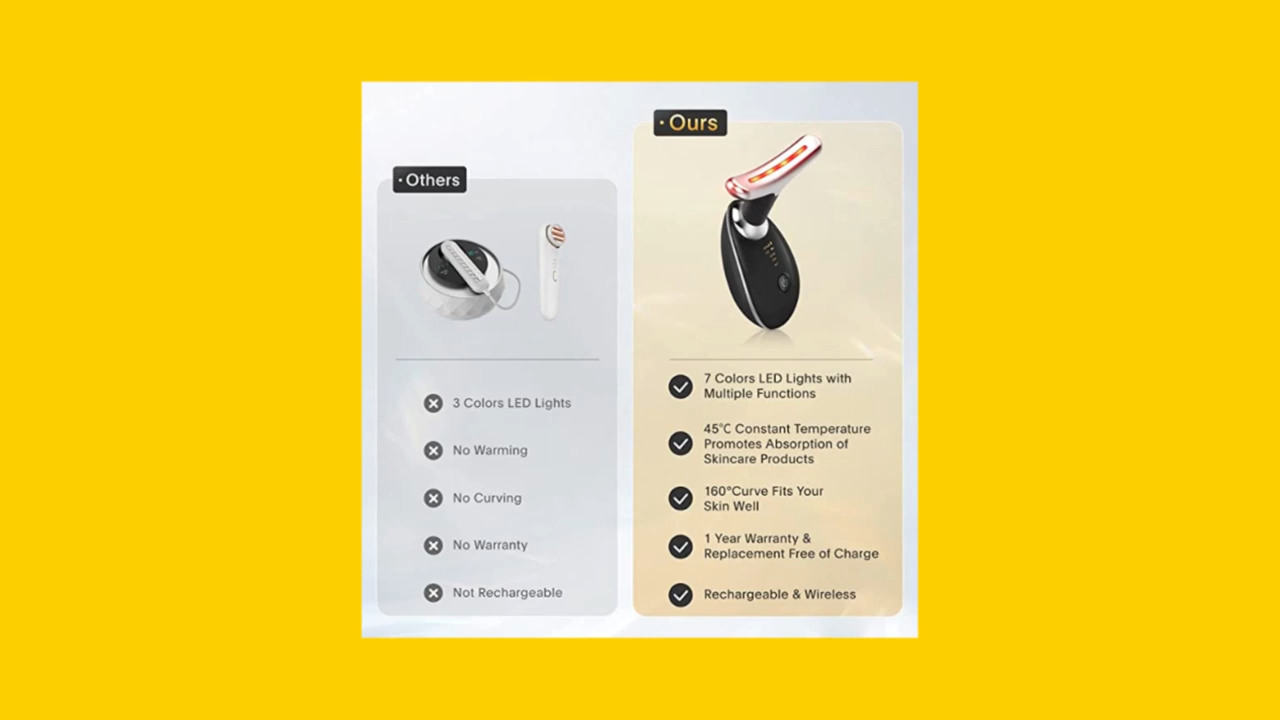 · Others
3 Colors LED Lights
No Warming
No Curving
No Warranty
Not Rechargeable
· Ours
7 Colors LED Lights with
Multiple Functions
45℃ Constant Temperature
Promotes Absorption of
Skincare Products
160°Curve Fits Your
Skin Well
1 Year Warranty &
Replacement Free of Charge
Rechargeable & Wireless